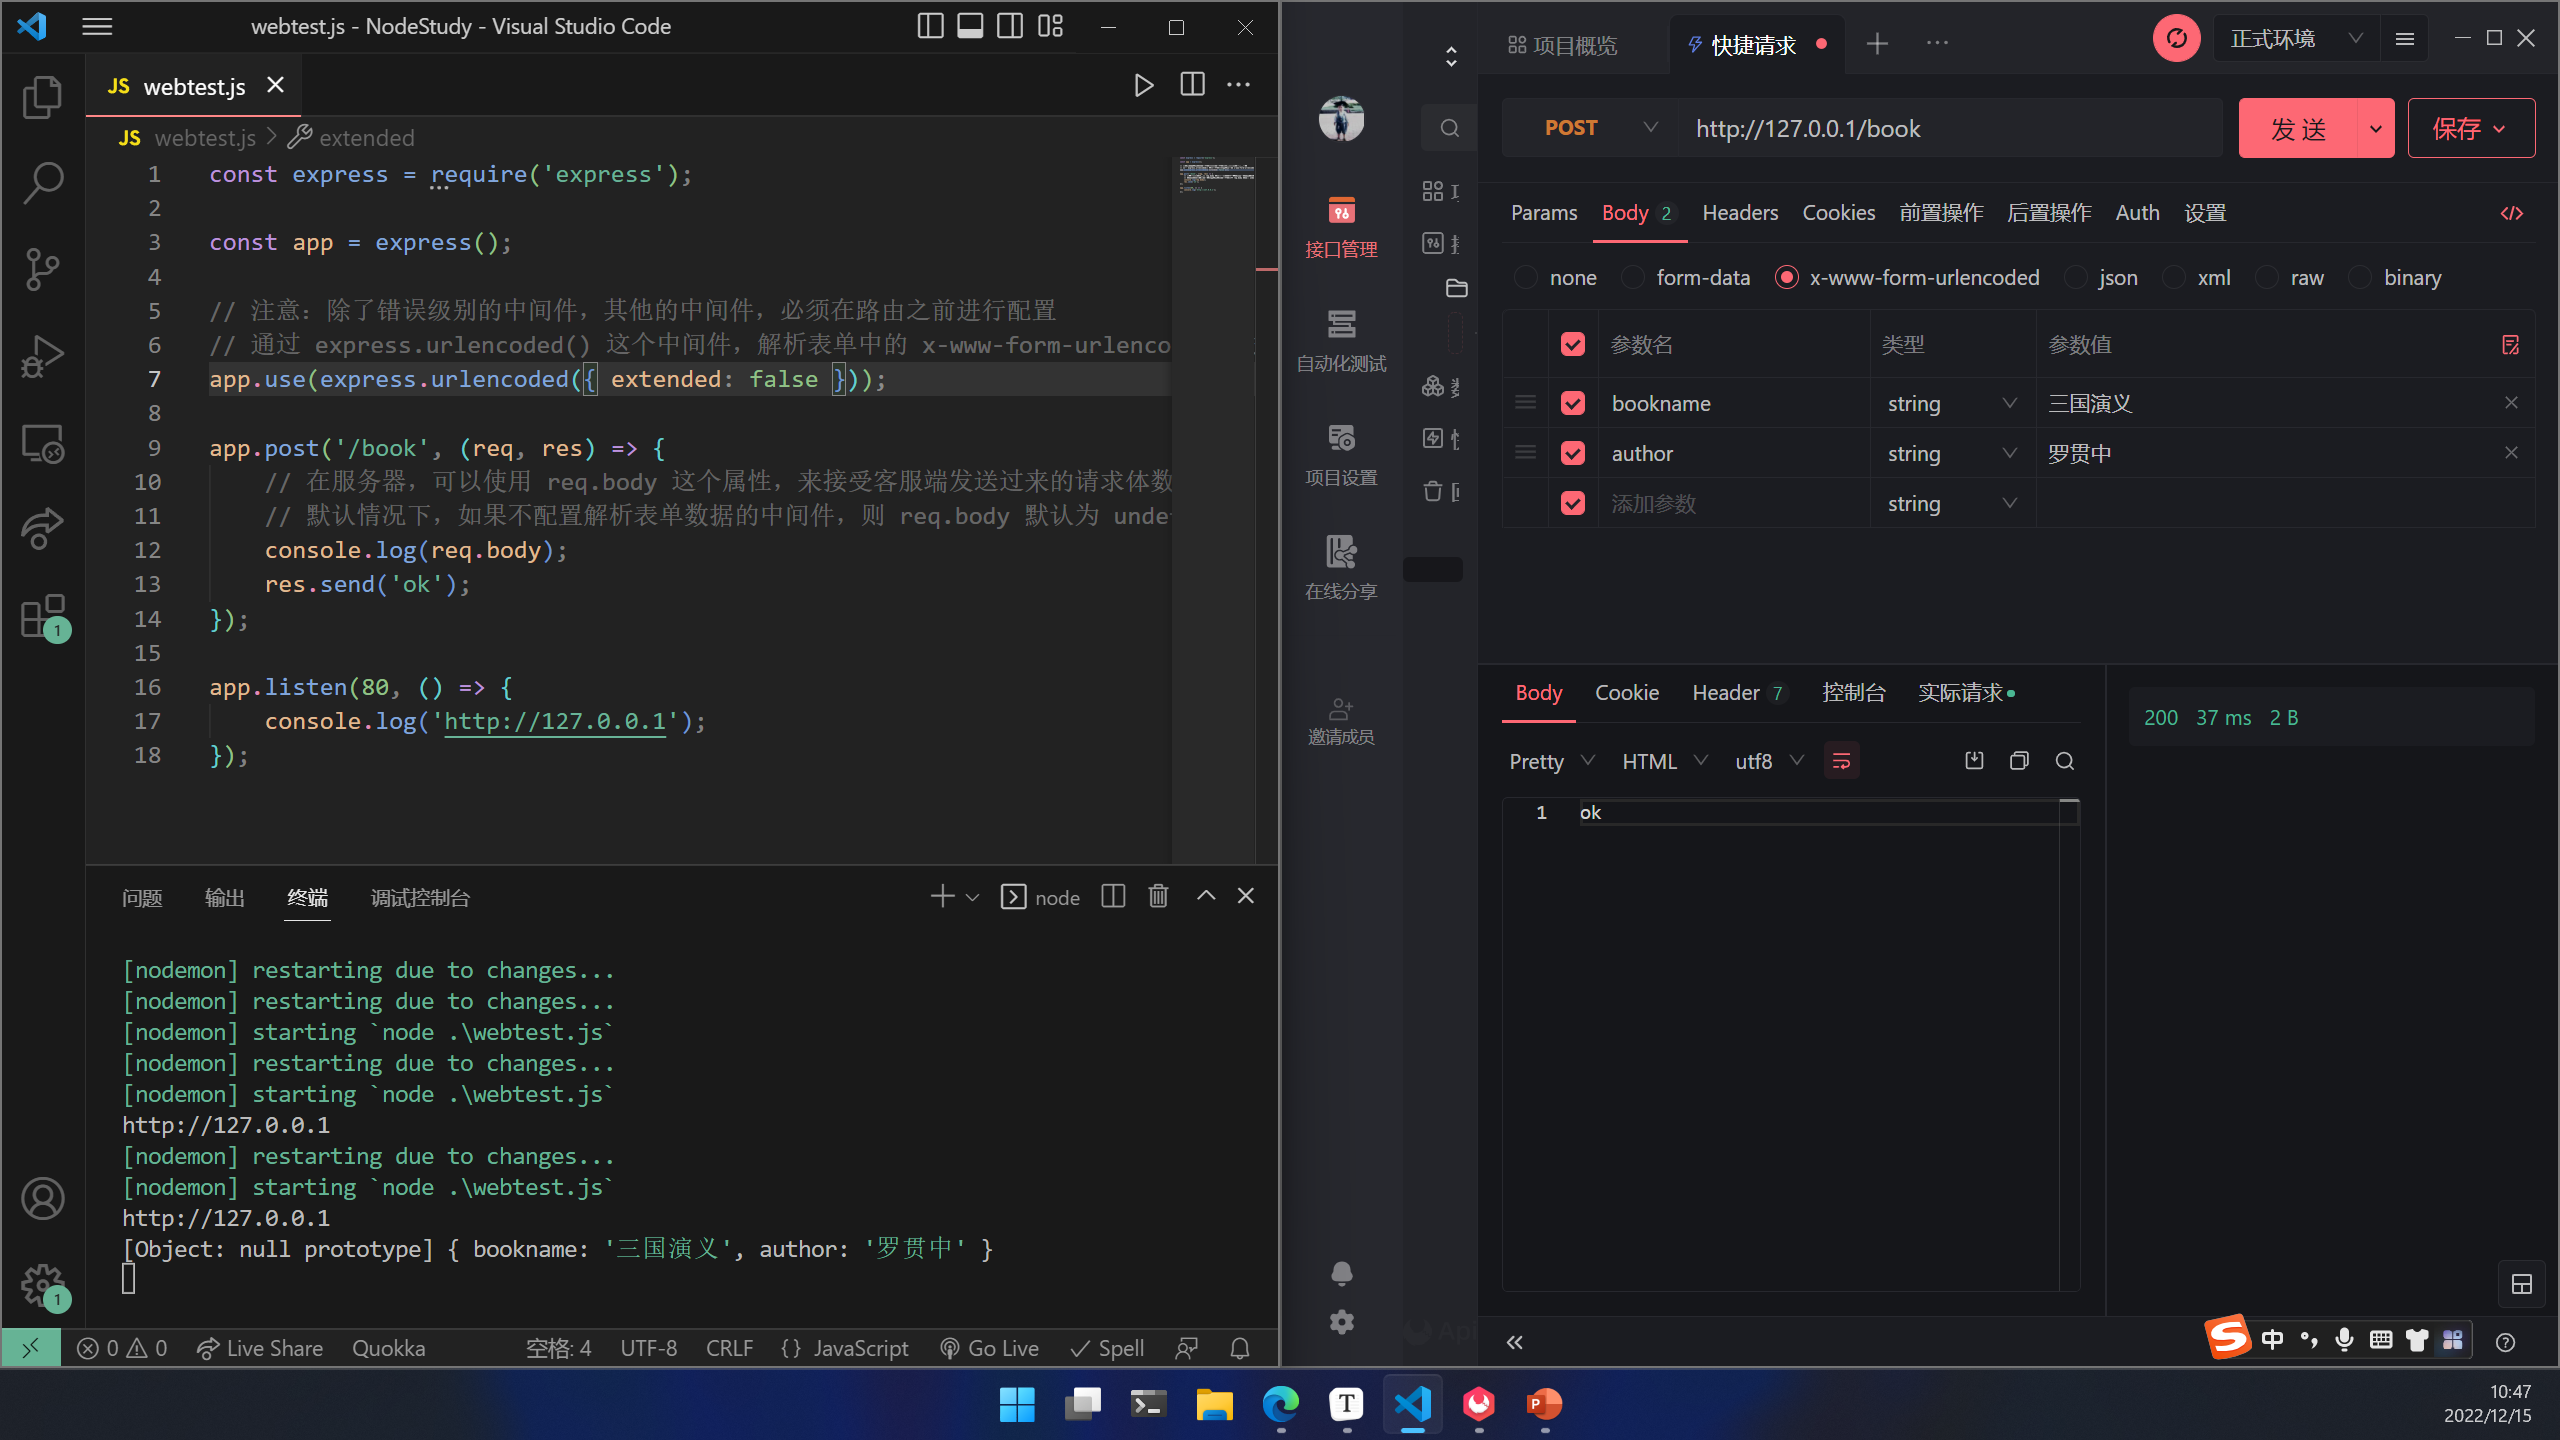 webtest.js - NodeStudy - Visual Studio Code
JS webtest.js
JS webtest.js > extended
1 const express = require('express');
2
3 const app = express();
4
5 // 注意：除了错误级别的中间件，其他的中间件，必须在路由之前进行配置
6 // 通过 express.urlencoded() 这个中间件，解析表单中的 x-www-form-urlenco
7 app.use(express.urlencoded({ extended: false }));
8
9 app.post('/book', (req, res) => {
10 // 在服务器，可以使用 req.body 这个属性，来接受客服端发送过来的请求体数
11 // 默认情况下，如果不配置解析表单数据的中间件，则 req.body 默认为 unde
12 console.log(req.body);
13 res.send('ok');
14 });
15
16 app.listen(80, () => {
17 console.log('http://127.0.0.1');
18 });
问题 输出 终端 调试控制台 node
[nodemon] restarting due to changes...
[nodemon] restarting due to changes...
[nodemon] starting `node .\webtest.js`
[nodemon] restarting due to changes...
[nodemon] starting `node .\webtest.js`
http://127.0.0.1
[nodemon] restarting due to changes...
[nodemon] starting `node .\webtest.js`
http://127.0.0.1
[Object: null prototype] { bookname: '三国演义', author: '罗贯中' }
1
1
0 0 Live Share Quokka 空格: 4 UTF-8 CRLF {} JavaScript Go Live Spell
接口管理
自动化测试
项目设置
在线分享
邀请成员
项目概览 快捷请求 正式环境
POST http://127.0.0.1/book 发 送 保存
Params Body 2 Headers Cookies 前置操作 后置操作 Auth 设置
none form-data x-www-form-urlencoded json xml raw binary
参数名 类型 参数值
bookname string 三国演义
author string 罗贯中
添加参数 string
Body Cookie Header 7 控制台 实际请求
200 37 ms 2 B
Pretty HTML utf8
1 ok
中
10:47
2022/12/15